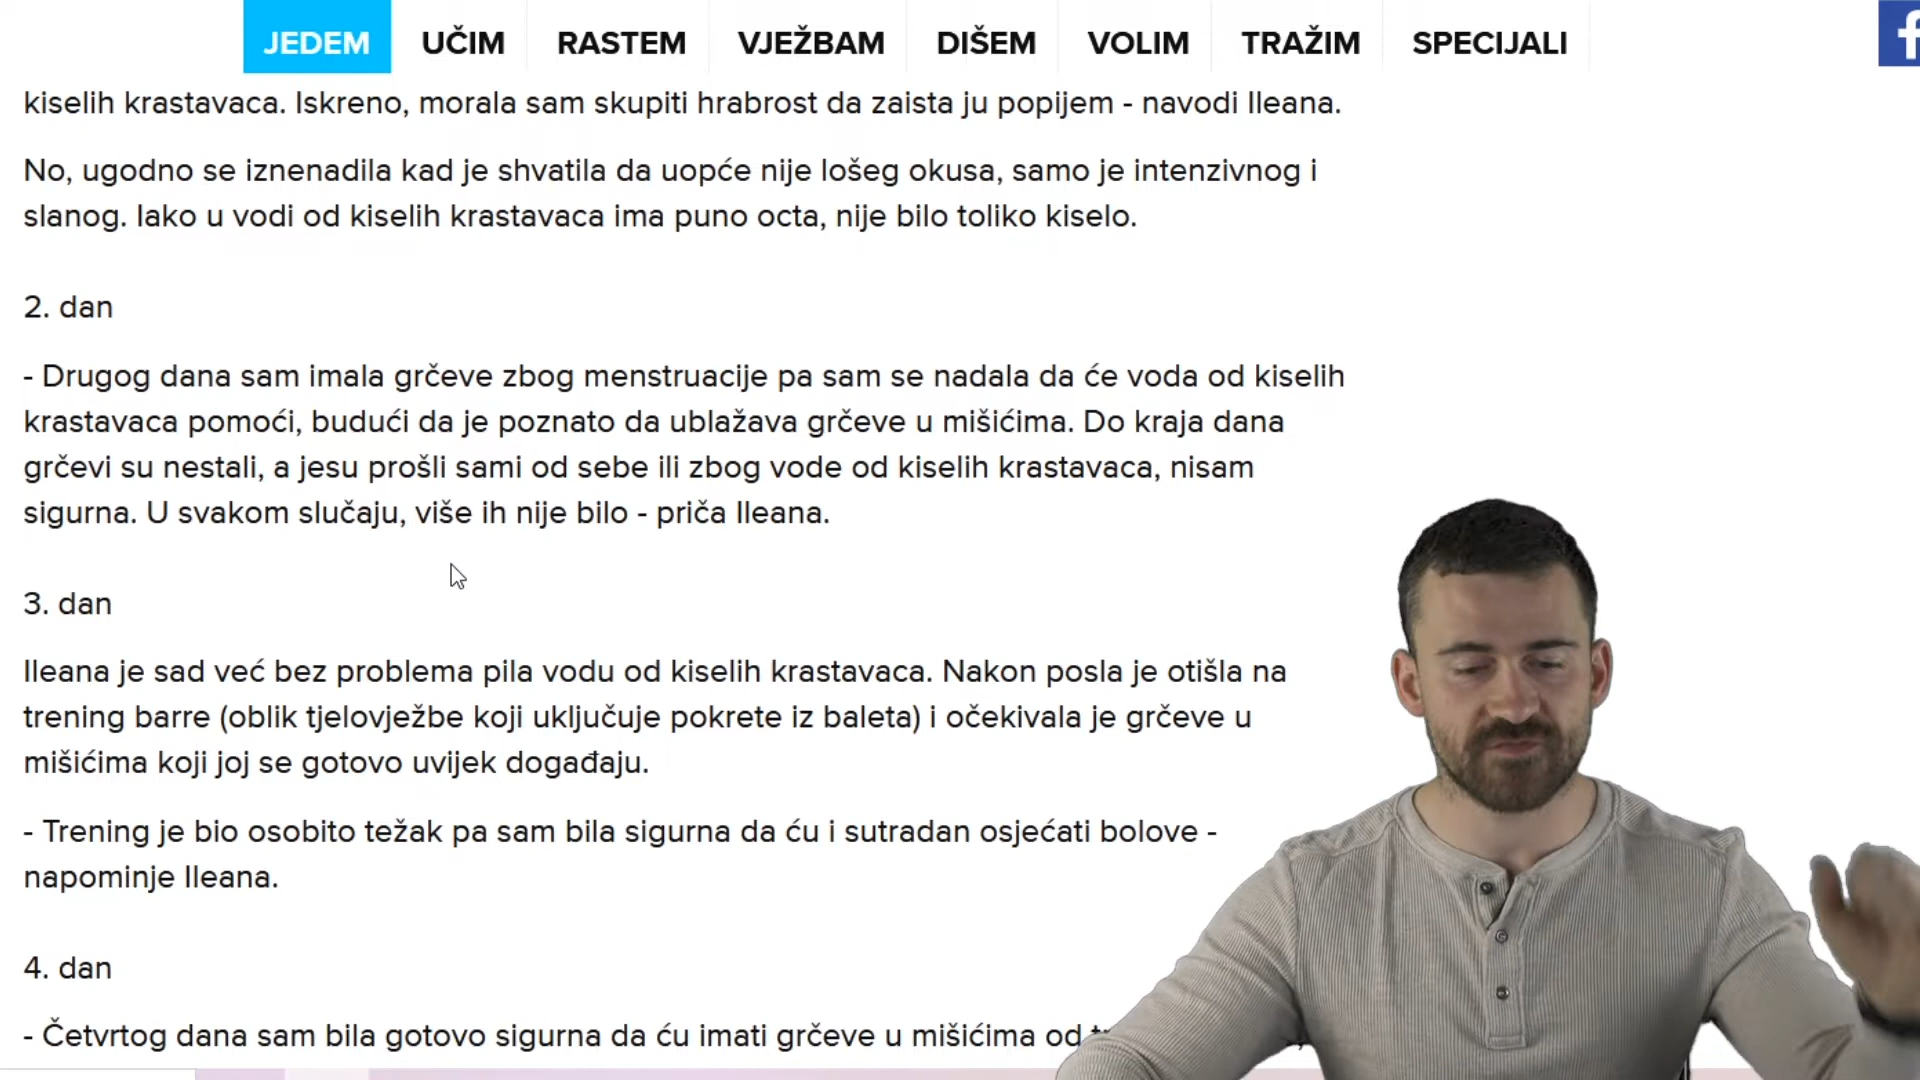 JEDEM UČIM RASTEM VJEŽBAM DIŠEM VOLIM TRAŽIM SPECIJALI
kiselih krastavaca. Iskreno, morala sam skupiti hrabrost da zaista ju popijem - navodi Ileana.
No, ugodno se iznenadila kad je shvatila da uopće nije lošeg okusa, samo je intenzivnog i
slanog. Iako u vodi od kiselih krastavaca ima puno octa, nije bilo toliko kiselo.
2. dan
- Drugog dana sam imala grčeve zbog menstruacije pa sam se nadala da će voda od kiselih
krastavaca pomoći, budući da je poznato da ublažava grčeve u mišićima. Do kraja dana
grčevi su nestali, a jesu prošli sami od sebe ili zbog vode od kiselih krastavaca, nisam
sigurna. U svakom slučaju, više ih nije bilo - priča Ileana.
3. dan
Ileana je sad već bez problema pila vodu od kiselih krastavaca. Nakon posla je otišla na
trening barre (oblik tjelovježbe koji uključuje pokrete iz baleta) i očekivala je grčeve u
mišićima koji joj se gotovo uvijek događaju.
- Trening je bio osobito težak pa sam bila sigurna da ću i sutradan osjećati bolove -
napominje Ileana.
4. dan
- Četvrtog dana sam bila gotovo sigurna da ću imati grčeve u mišićima od